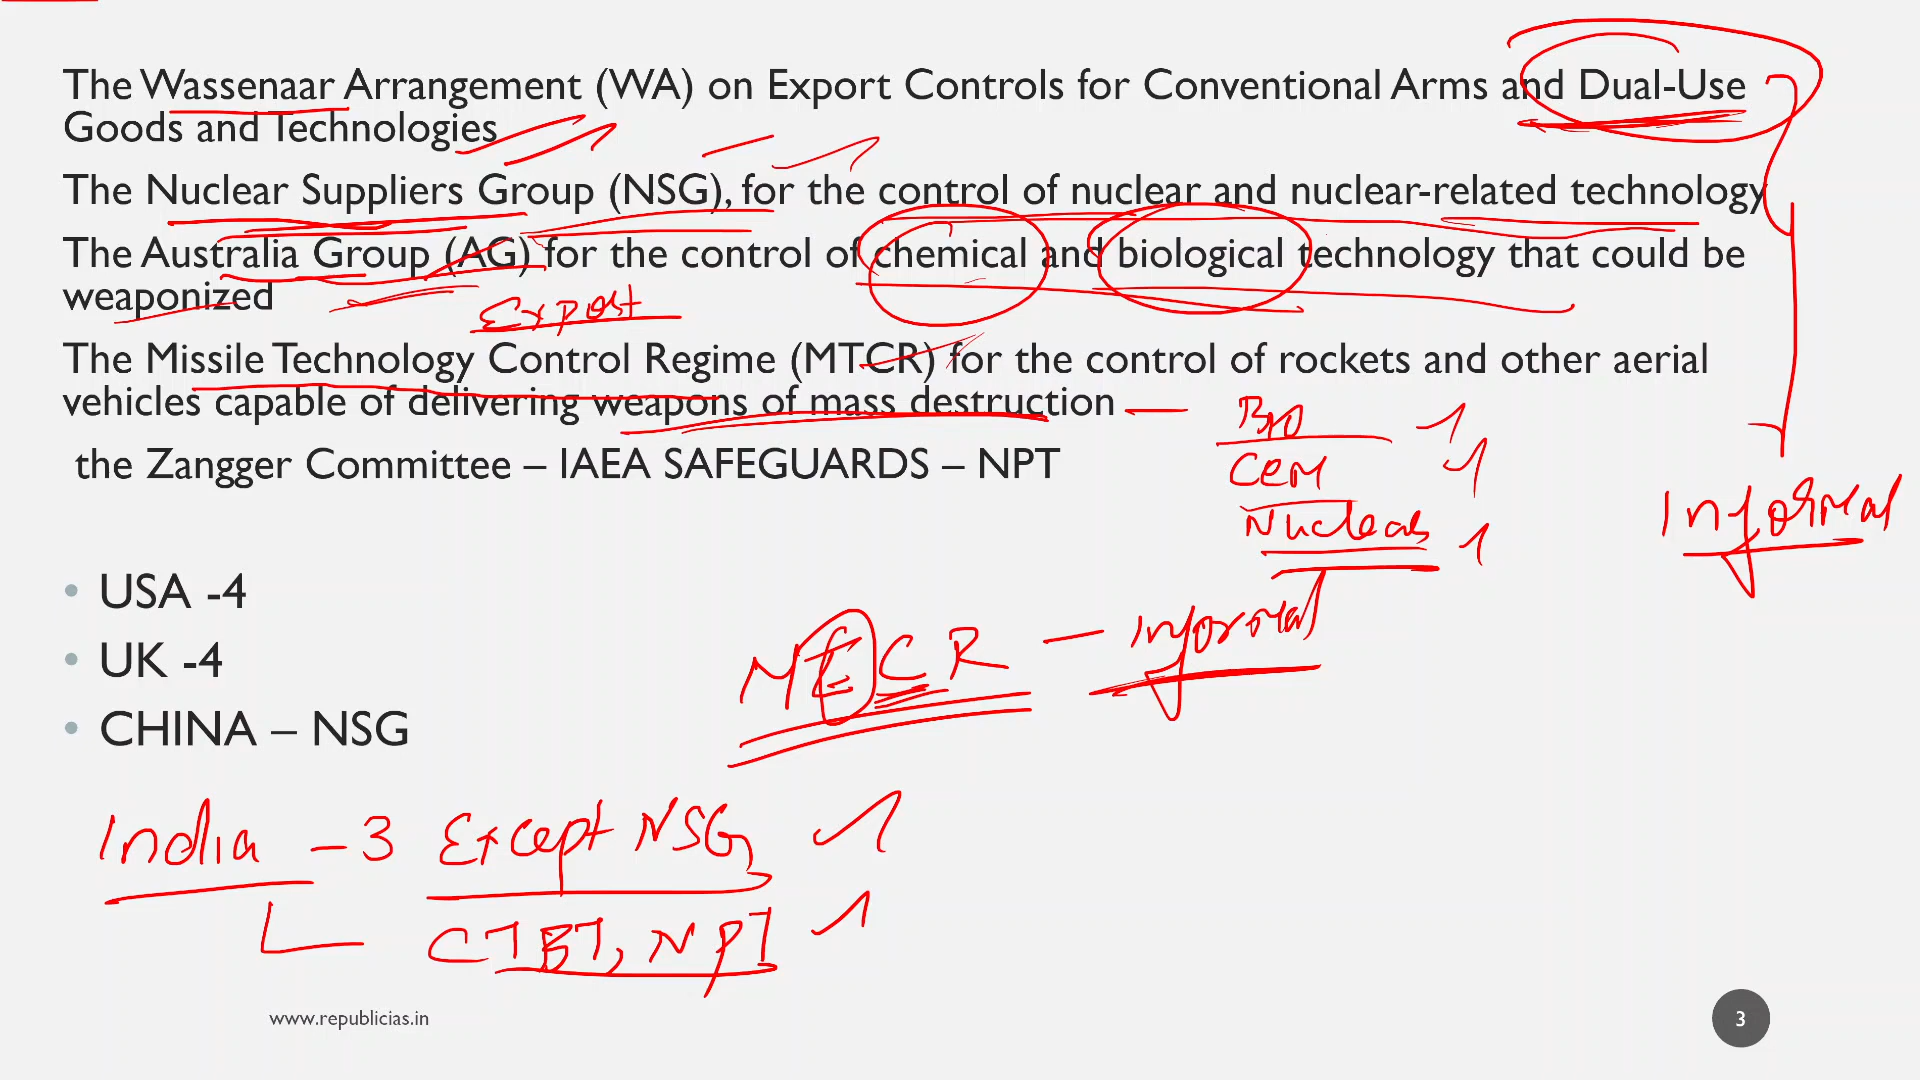 The Wassenaar Arrangement (WA) on Export Controls for Conventional Arms and Dual-Use
Goods and Technologies
The Nuclear Suppliers Group (NSG), for the control of nuclear and nuclear-related technology
The Australia Group (AG) for the control of chemical and biological technology that could be
weaponized
Export
The Missile Technology Control Regime (MTCR) for the control of rockets and other aerial
vehicles capable of delivering weapons of mass destruction —
Bio
CEM
Nuclear
the Zangger Committee – IAEA SAFEGUARDS – NPT
Informal
• USA -4
• UK -4
• CHINA – NSG
MECR — Informal
India - 3 Except NSG
CTBT, NPT
www.republicias.in
3